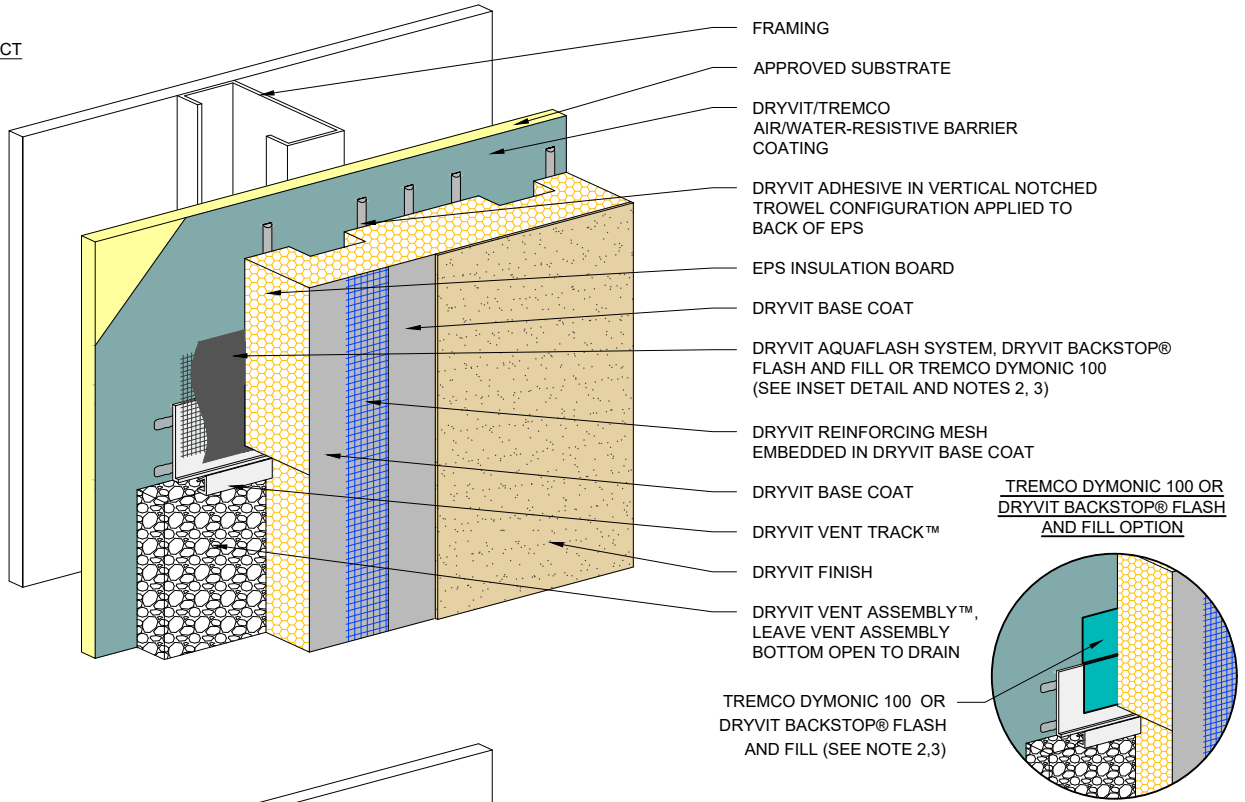 CT
FRAMING
APPROVED SUBSTRATE
DRYVIT/TREMCO
AIR/WATER-RESISTIVE BARRIER
COATING
DRYVIT ADHESIVE IN VERTICAL NOTCHED
TROWEL CONFIGURATION APPLIED TO
BACK OF EPS
EPS INSULATION BOARD
DRYVIT BASE COAT
DRYVIT AQUAFLASH SYSTEM, DRYVIT BACKSTOP®
FLASH AND FILL OR TREMCO DYMONIC 100
(SEE INSET DETAIL AND NOTES 2, 3)
DRYVIT REINFORCING MESH
EMBEDDED IN DRYVIT BASE COAT
DRYVIT BASE COAT
DRYVIT VENT TRACK™
DRYVIT FINISH
DRYVIT VENT ASSEMBLY™,
LEAVE VENT ASSEMBLY
BOTTOM OPEN TO DRAIN
TREMCO DYMONIC 100 OR
DRYVIT BACKSTOP® FLASH
AND FILL OPTION
TREMCO DYMONIC 100 OR
DRYVIT BACKSTOP® FLASH
AND FILL (SEE NOTE 2,3)